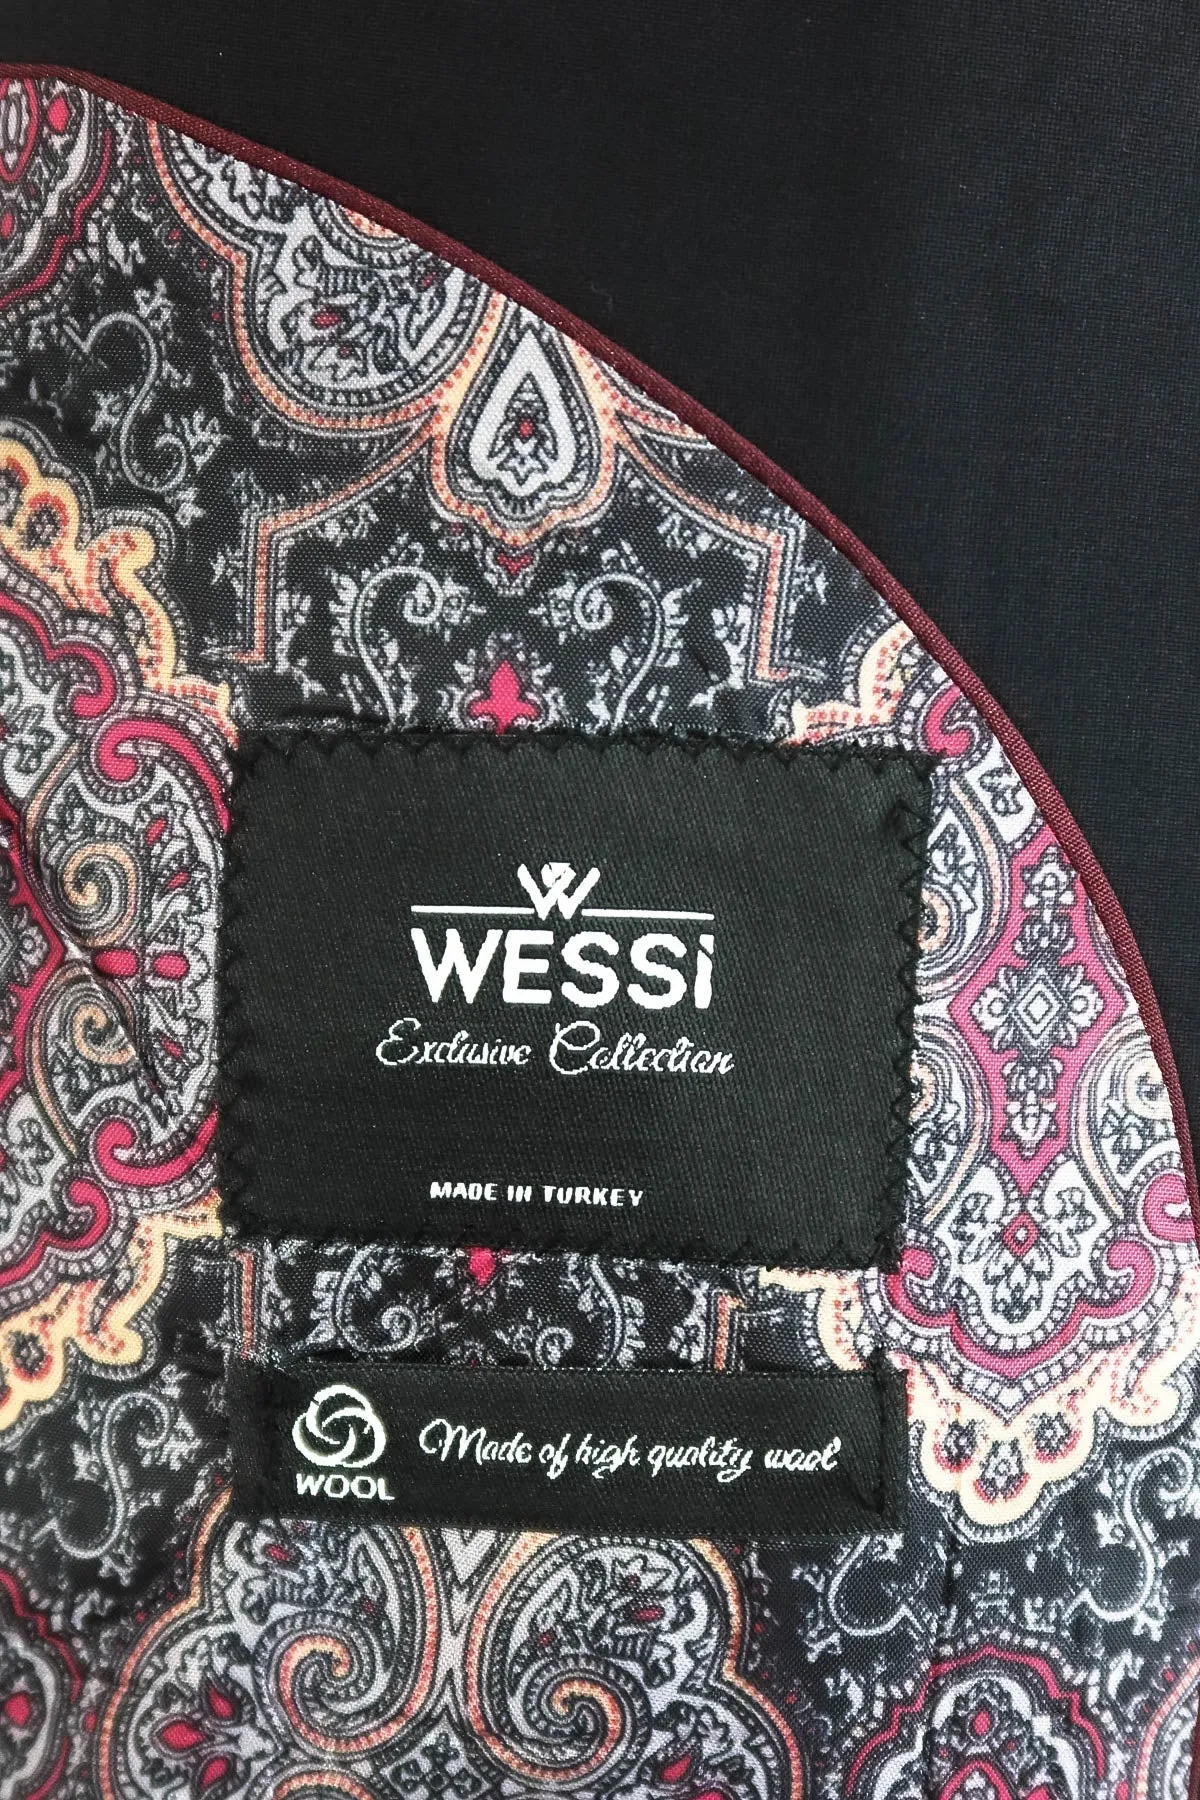 W
WESSi
Exclusive Collection
MADE IN TURKEY
WOOL
Made of high quality wool